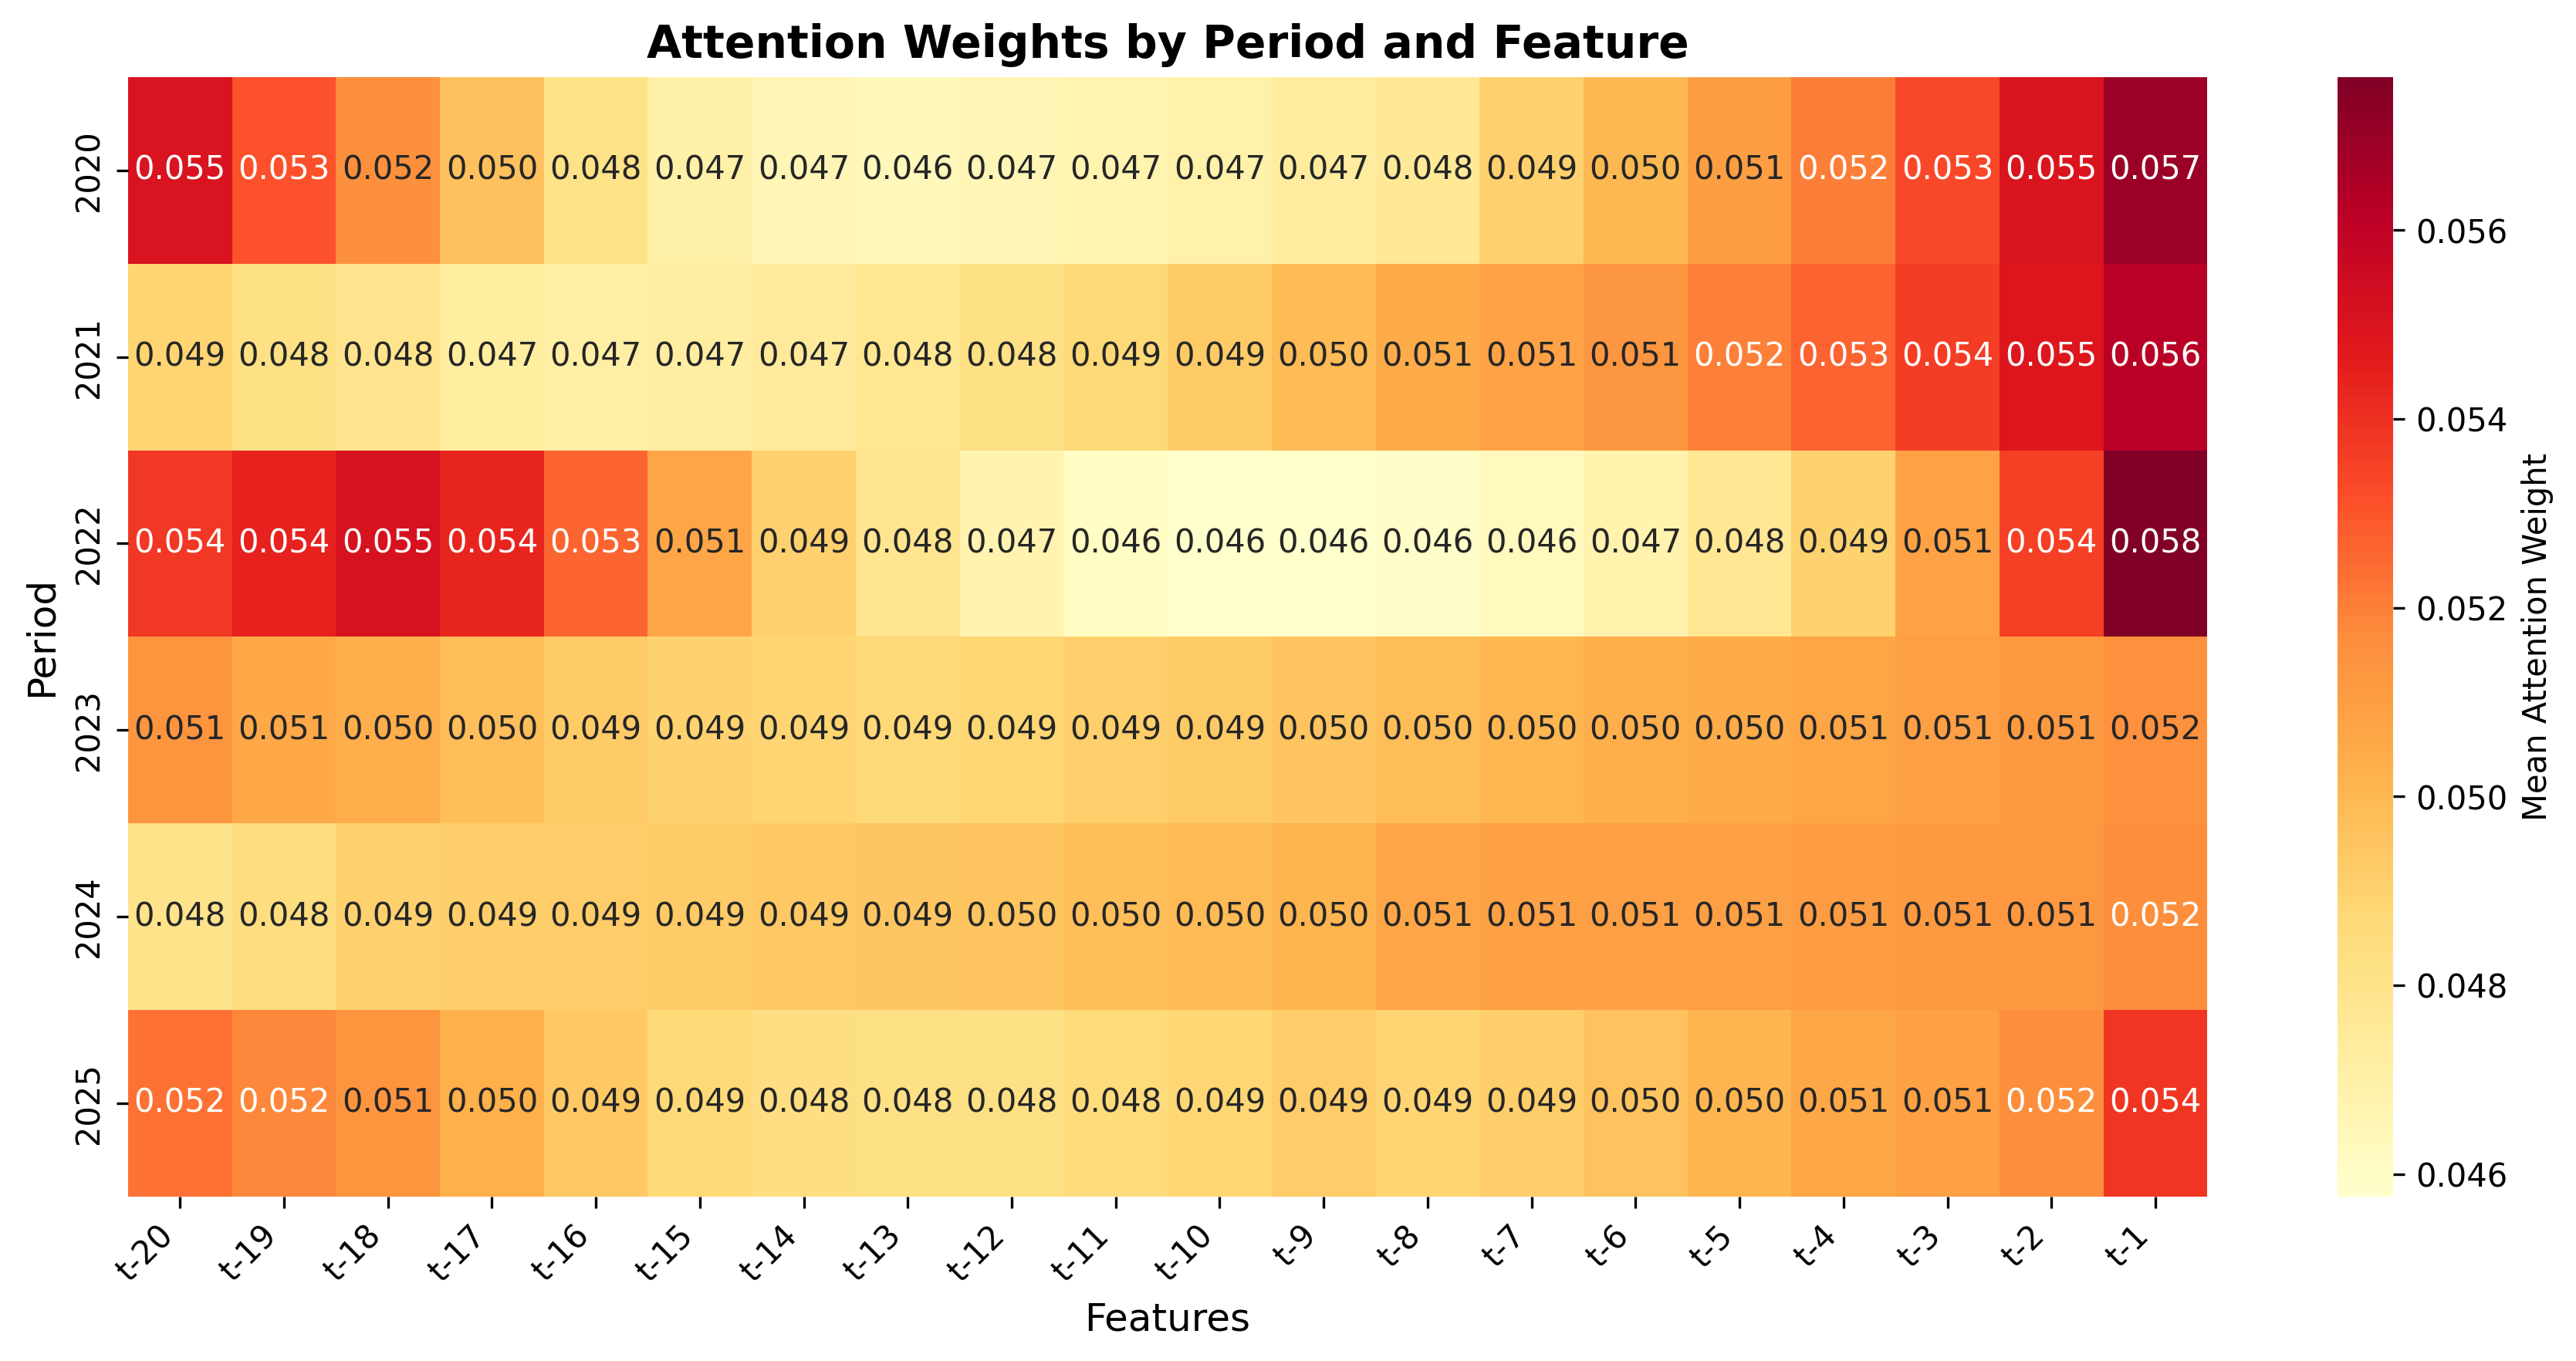 Attention Weights by Period and Feature
Period
2020 0.055 0.053 0.052 0.050 0.048 0.047 0.047 0.046 0.047 0.047 0.047 0.047 0.048 0.049 0.050 0.051 0.052 0.053 0.055 0.057
2021 0.049 0.048 0.048 0.047 0.047 0.047 0.047 0.048 0.048 0.049 0.049 0.050 0.051 0.051 0.051 0.052 0.053 0.054 0.055 0.056
2022 0.054 0.054 0.055 0.054 0.053 0.051 0.049 0.048 0.047 0.046 0.046 0.046 0.046 0.046 0.047 0.048 0.049 0.051 0.054 0.058
2023 0.051 0.051 0.050 0.050 0.049 0.049 0.049 0.049 0.049 0.049 0.049 0.050 0.050 0.050 0.050 0.050 0.051 0.051 0.051 0.052
2024 0.048 0.048 0.049 0.049 0.049 0.049 0.049 0.049 0.050 0.050 0.050 0.050 0.051 0.051 0.051 0.051 0.051 0.051 0.051 0.052
2025 0.052 0.052 0.051 0.050 0.049 0.049 0.048 0.048 0.048 0.048 0.049 0.049 0.049 0.049 0.050 0.050 0.051 0.051 0.052 0.054
t-20 t-19 t-18 t-17 t-16 t-15 t-14 t-13 t-12 t-11 t-10 t-9 t-8 t-7 t-6 t-5 t-4 t-3 t-2 t-1
Features
0.056
0.054
0.052
0.050
0.048
0.046
Mean Attention Weight